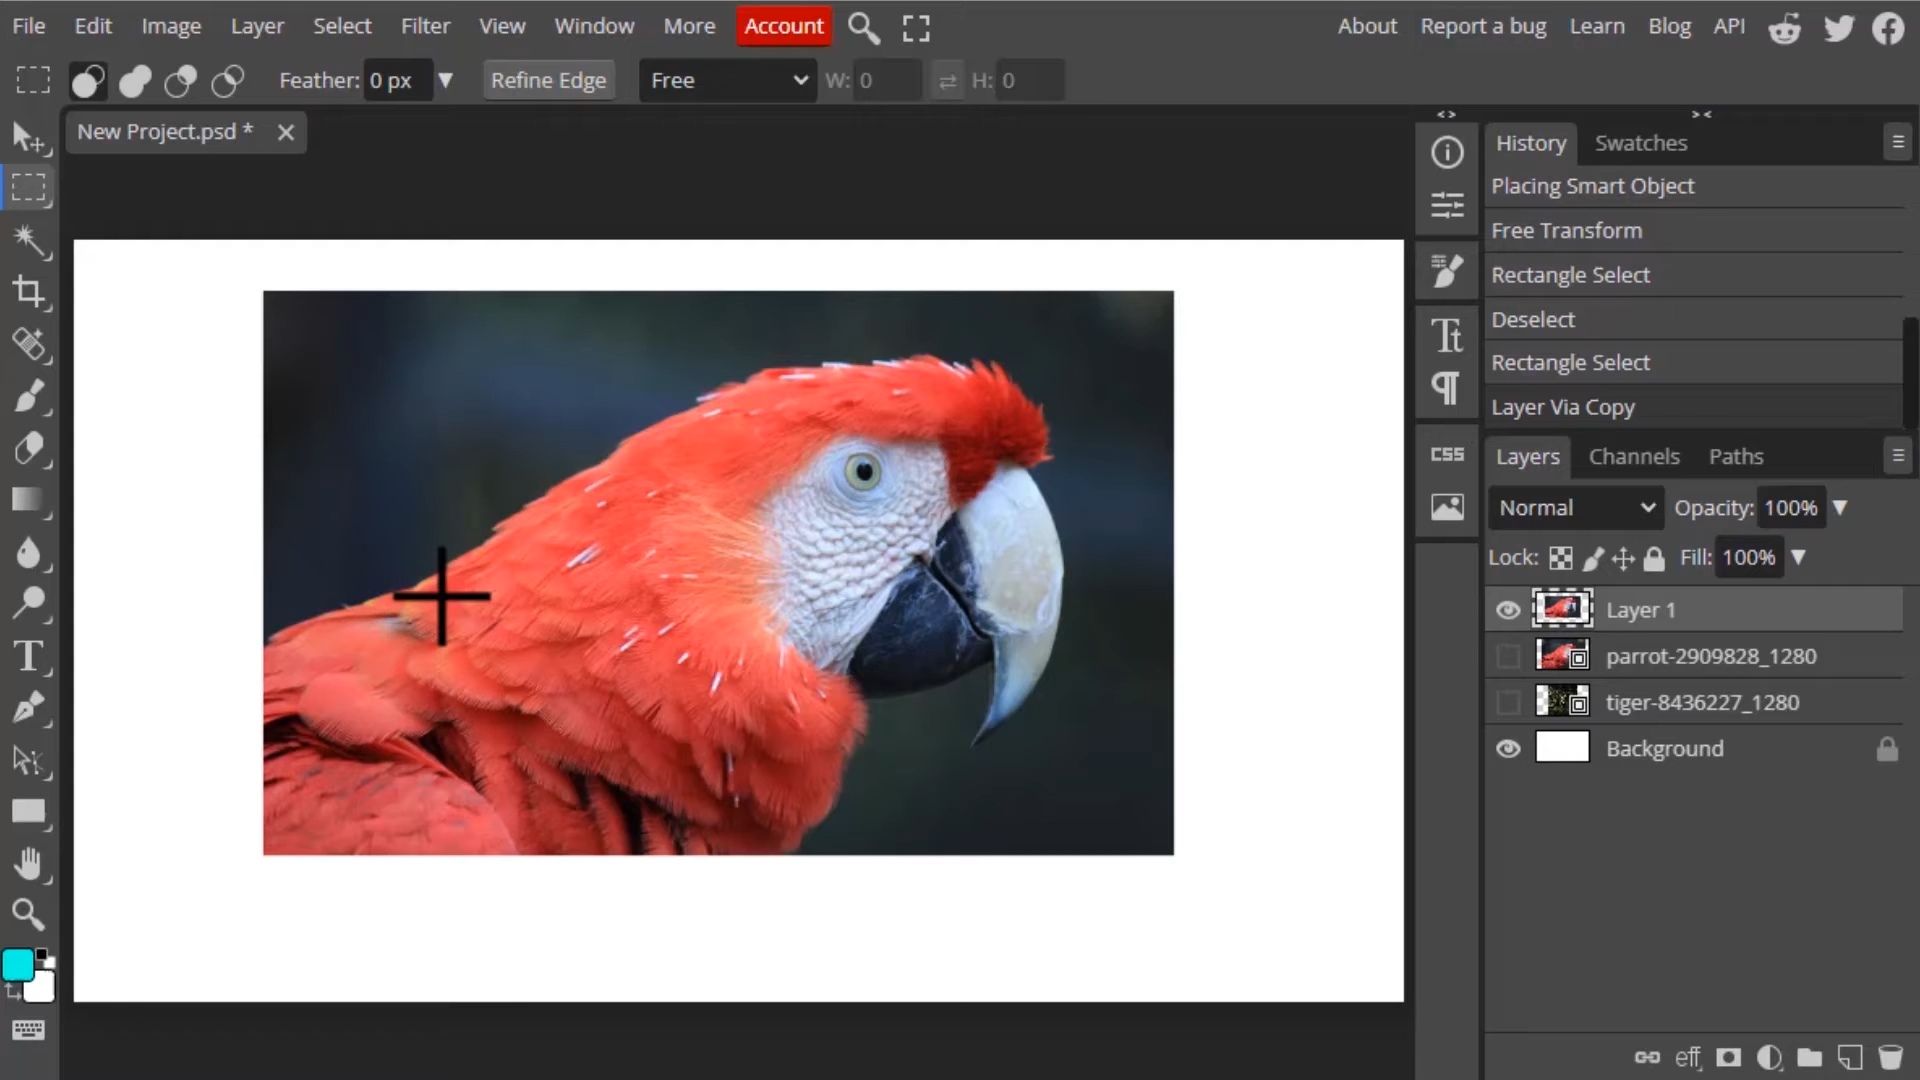 File Edit Image Layer Select Filter View Window More Account About Report a bug Learn Blog API
Feather: 0 px Refine Edge Free W: 0 H: 0
New Project.psd *
History Swatches
Placing Smart Object
Free Transform
Rectangle Select
Deselect
Rectangle Select
Layer Via Copy
CSS
Layers Channels Paths
Normal Opacity: 100%
Lock: Fill: 100%
Layer 1
parrot-2909828_1280
tiger-8436227_1280
Background
eff